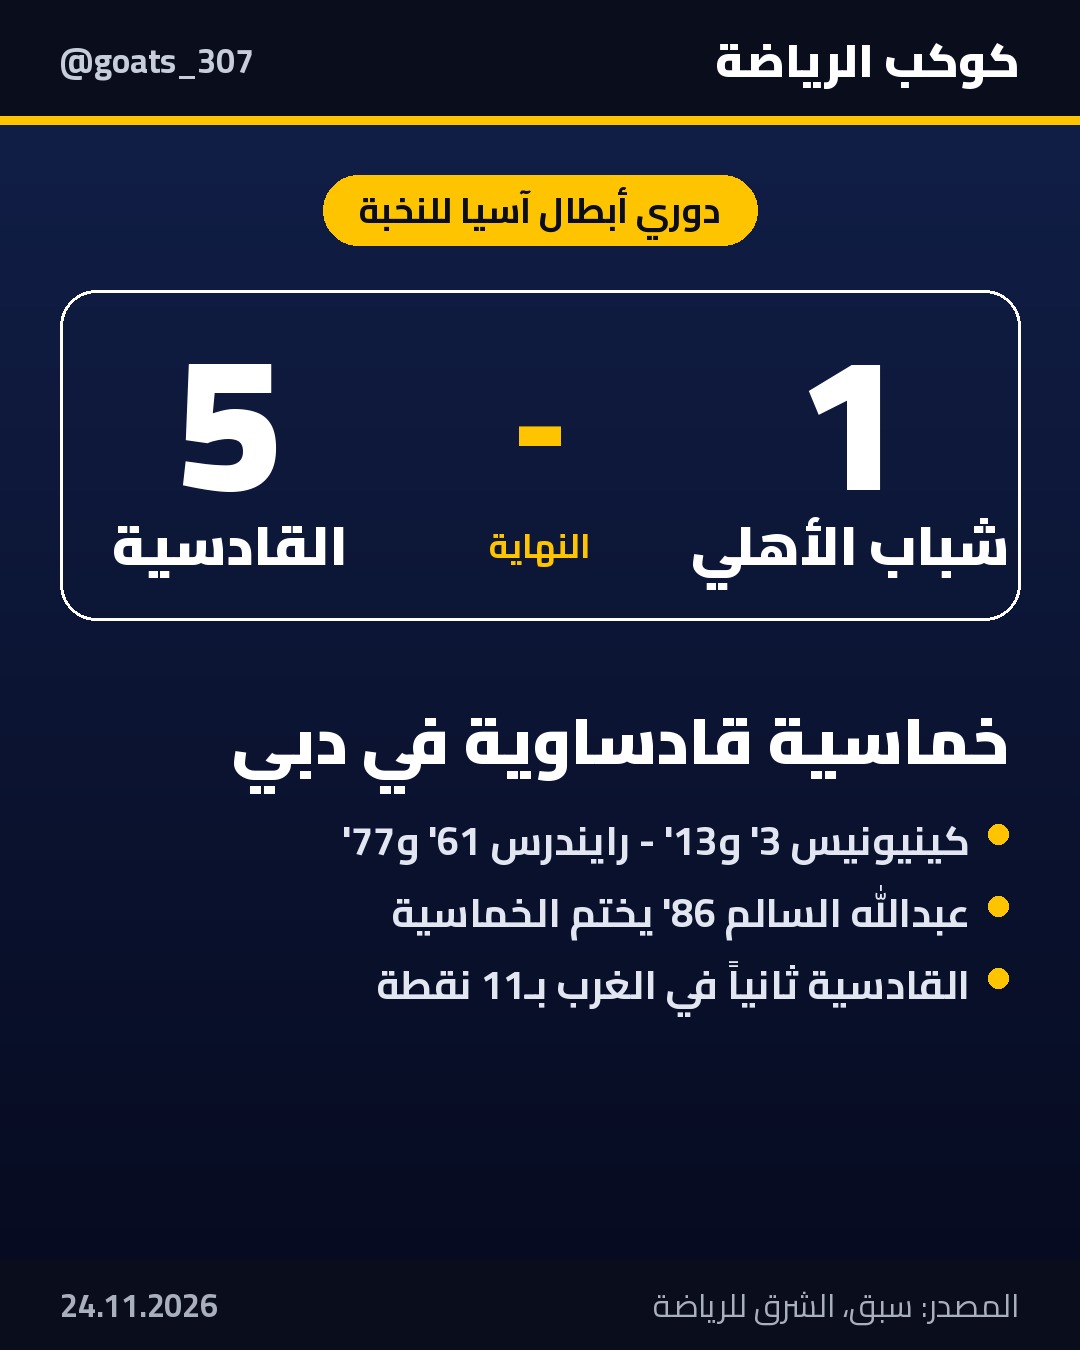 كوكب الرياضة
@goats_307
دوري أبطال آسيا للنخبة
1 - 5
شباب الأهلي النهاية القادسية
خماسية قادساوية في دبي
كينيونيس 3' و13' - رايندرس 61' و77'
عبدالله السالم 86' يختم الخماسية
القادسية ثانياً في الغرب بـ11 نقطة
المصدر: سبق، الشرق للرياضة
24.11.2026